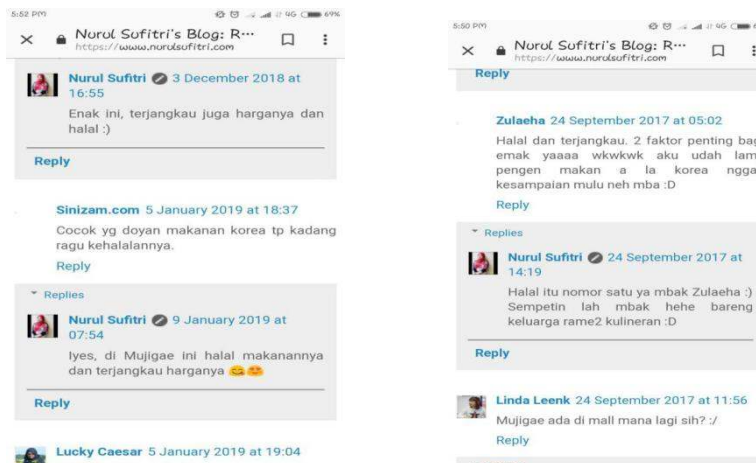 5:52 PM
4G 69%
Nurul Sufitri's Blog: R...
https://www.nurulsufitri.com
Nurul Sufitri 3 December 2018 at
16:55
Enak ini, terjangkau juga harganya dan
halal :)
Reply
Sinizam.com 5 January 2019 at 18:37
Cocok yg doyan makanan korea tp kadang
ragu kehalalannya.
Reply
Replies
Nurul Sufitri 9 January 2019 at
07:54
Iyes, di Mujigae ini halal makanannya
dan terjangkau harganya 😋😍
Reply
Lucky Caesar 5 January 2019 at 19:04
5:50 PM
4G
Nurul Sufitri's Blog: R...
https://www.nurulsufitri.com
Reply
Zulaeha 24 September 2017 at 05:02
Halal dan terjangkau. 2 faktor penting bag
emak yaaaa wkwkwk aku udah lam
pengen makan a la korea ngga
kesampaian mulu neh mba :D
Reply
Replies
Nurul Sufitri 24 September 2017 at
14:19
Halal itu nomor satu ya mbak Zulaeha :)
Sempetin lah mbak hehe bareng
keluarga rame2 kulineran :D
Reply
Linda Leenk 24 September 2017 at 11:56
Mujigae ada di mall mana lagi sih? :/
Reply